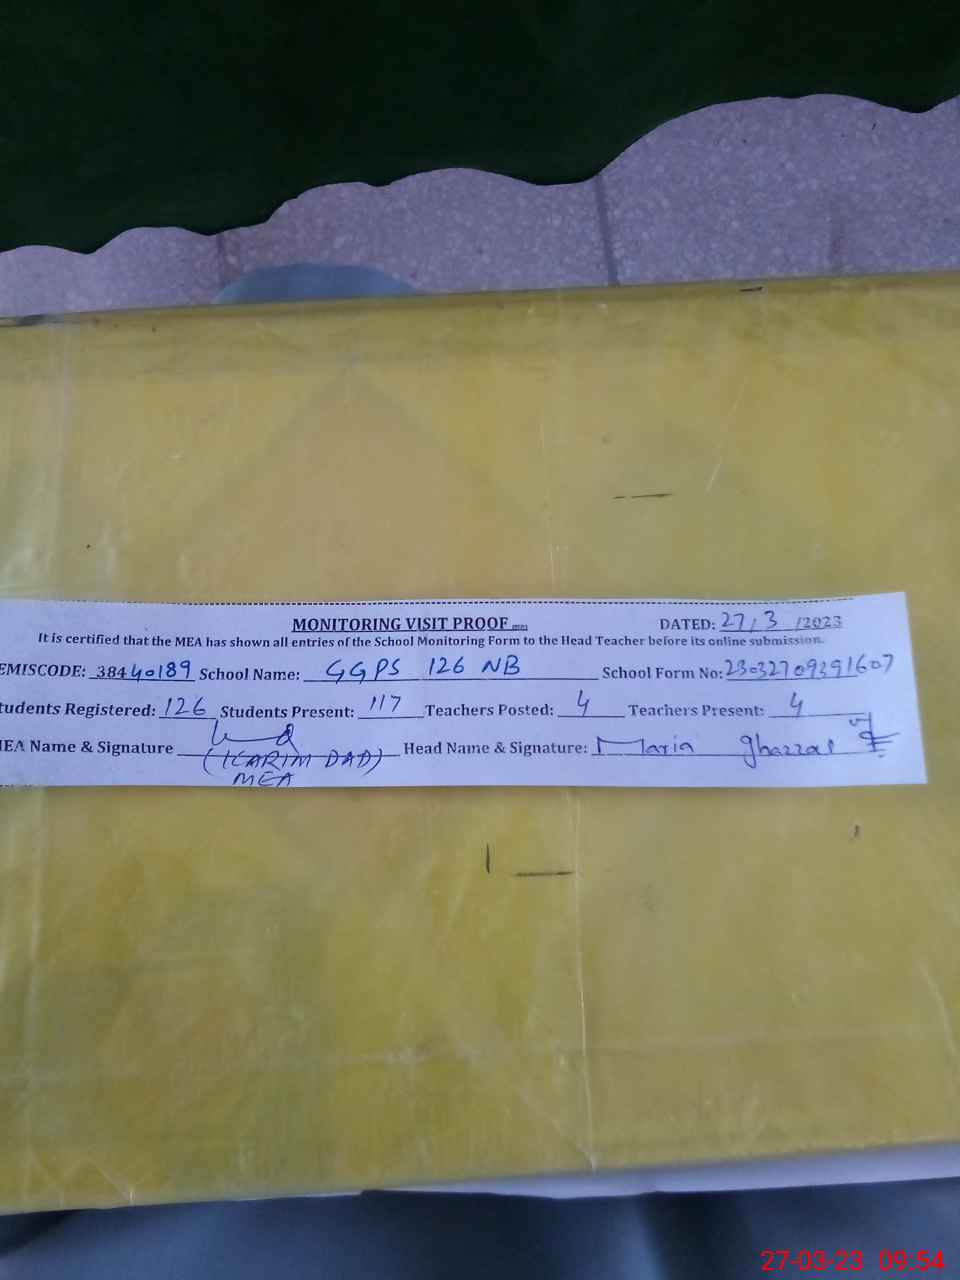 MONITORING VISIT PROOF DATED: 27/3/2023
It is certified that the MEA has shown all entries of the School Monitoring Form to the Head Teacher before its online submission.
EMISCODE: 38440189 School Name: GGPS 126 NB School Form No: 23032709391607
tudents Registered: 126 Students Present: 117 Teachers Posted: 4 Teachers Present: 4
MEA Name & Signature (KARIM DAD) Head Name & Signature: Maria
MEA
27-03-23 09:54